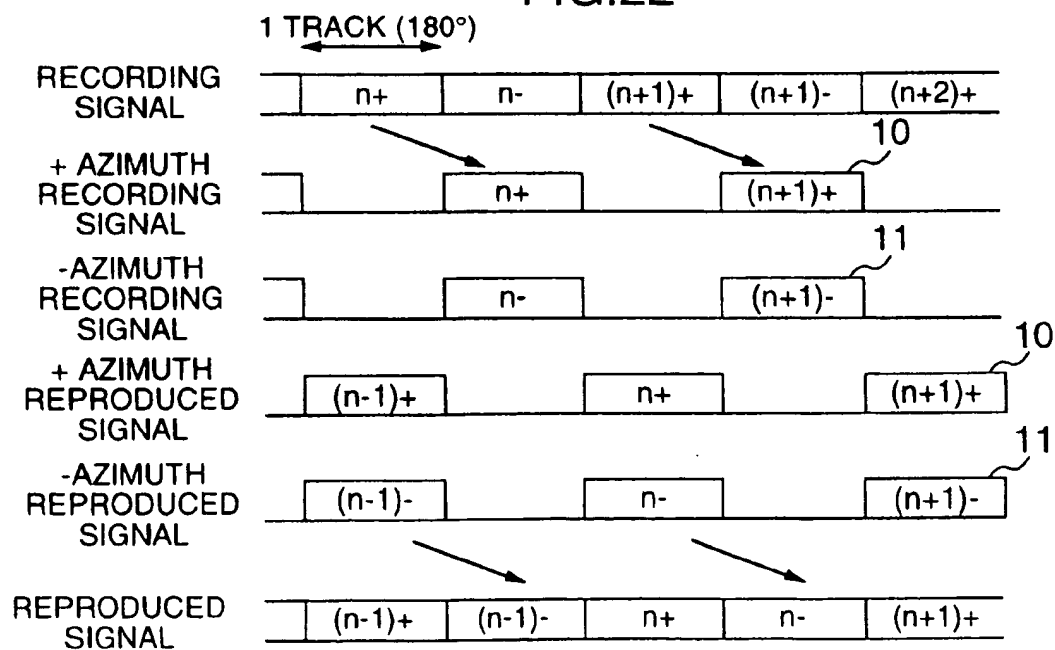 FIG.22
1 TRACK (180°)
RECORDING SIGNAL n+ n- (n+1)+ (n+1)- (n+2)+
10
+ AZIMUTH RECORDING SIGNAL n+ (n+1)+
11
-AZIMUTH RECORDING SIGNAL n- (n+1)-
10
+ AZIMUTH REPRODUCED SIGNAL (n-1)+ n+ (n+1)+
11
-AZIMUTH REPRODUCED SIGNAL (n-1)- n- (n+1)-
REPRODUCED SIGNAL (n-1)+ (n-1)- n+ n- (n+1)+